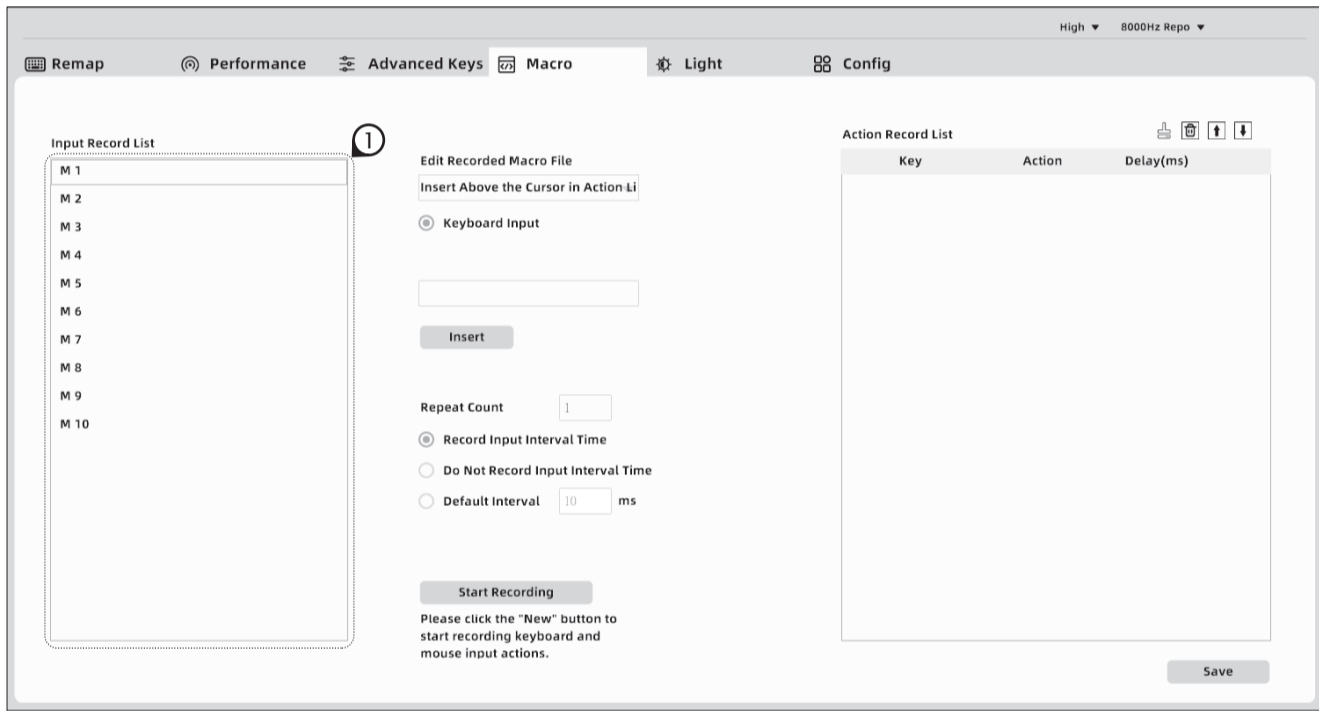 High 8000Hz Repo
Remap Performance Advanced Keys Macro Light Config
Input Record List
1
M 1
M 2
M 3
M 4
M 5
M 6
M 7
M 8
M 9
M 10
Edit Recorded Macro File
Insert Above the Cursor in Action Li
Keyboard Input
Insert
Repeat Count 1
Record Input Interval Time
Do Not Record Input Interval Time
Default Interval 10 ms
Start Recording
Please click the "New" button to
start recording keyboard and
mouse input actions.
Action Record List
Key Action Delay(ms)
Save